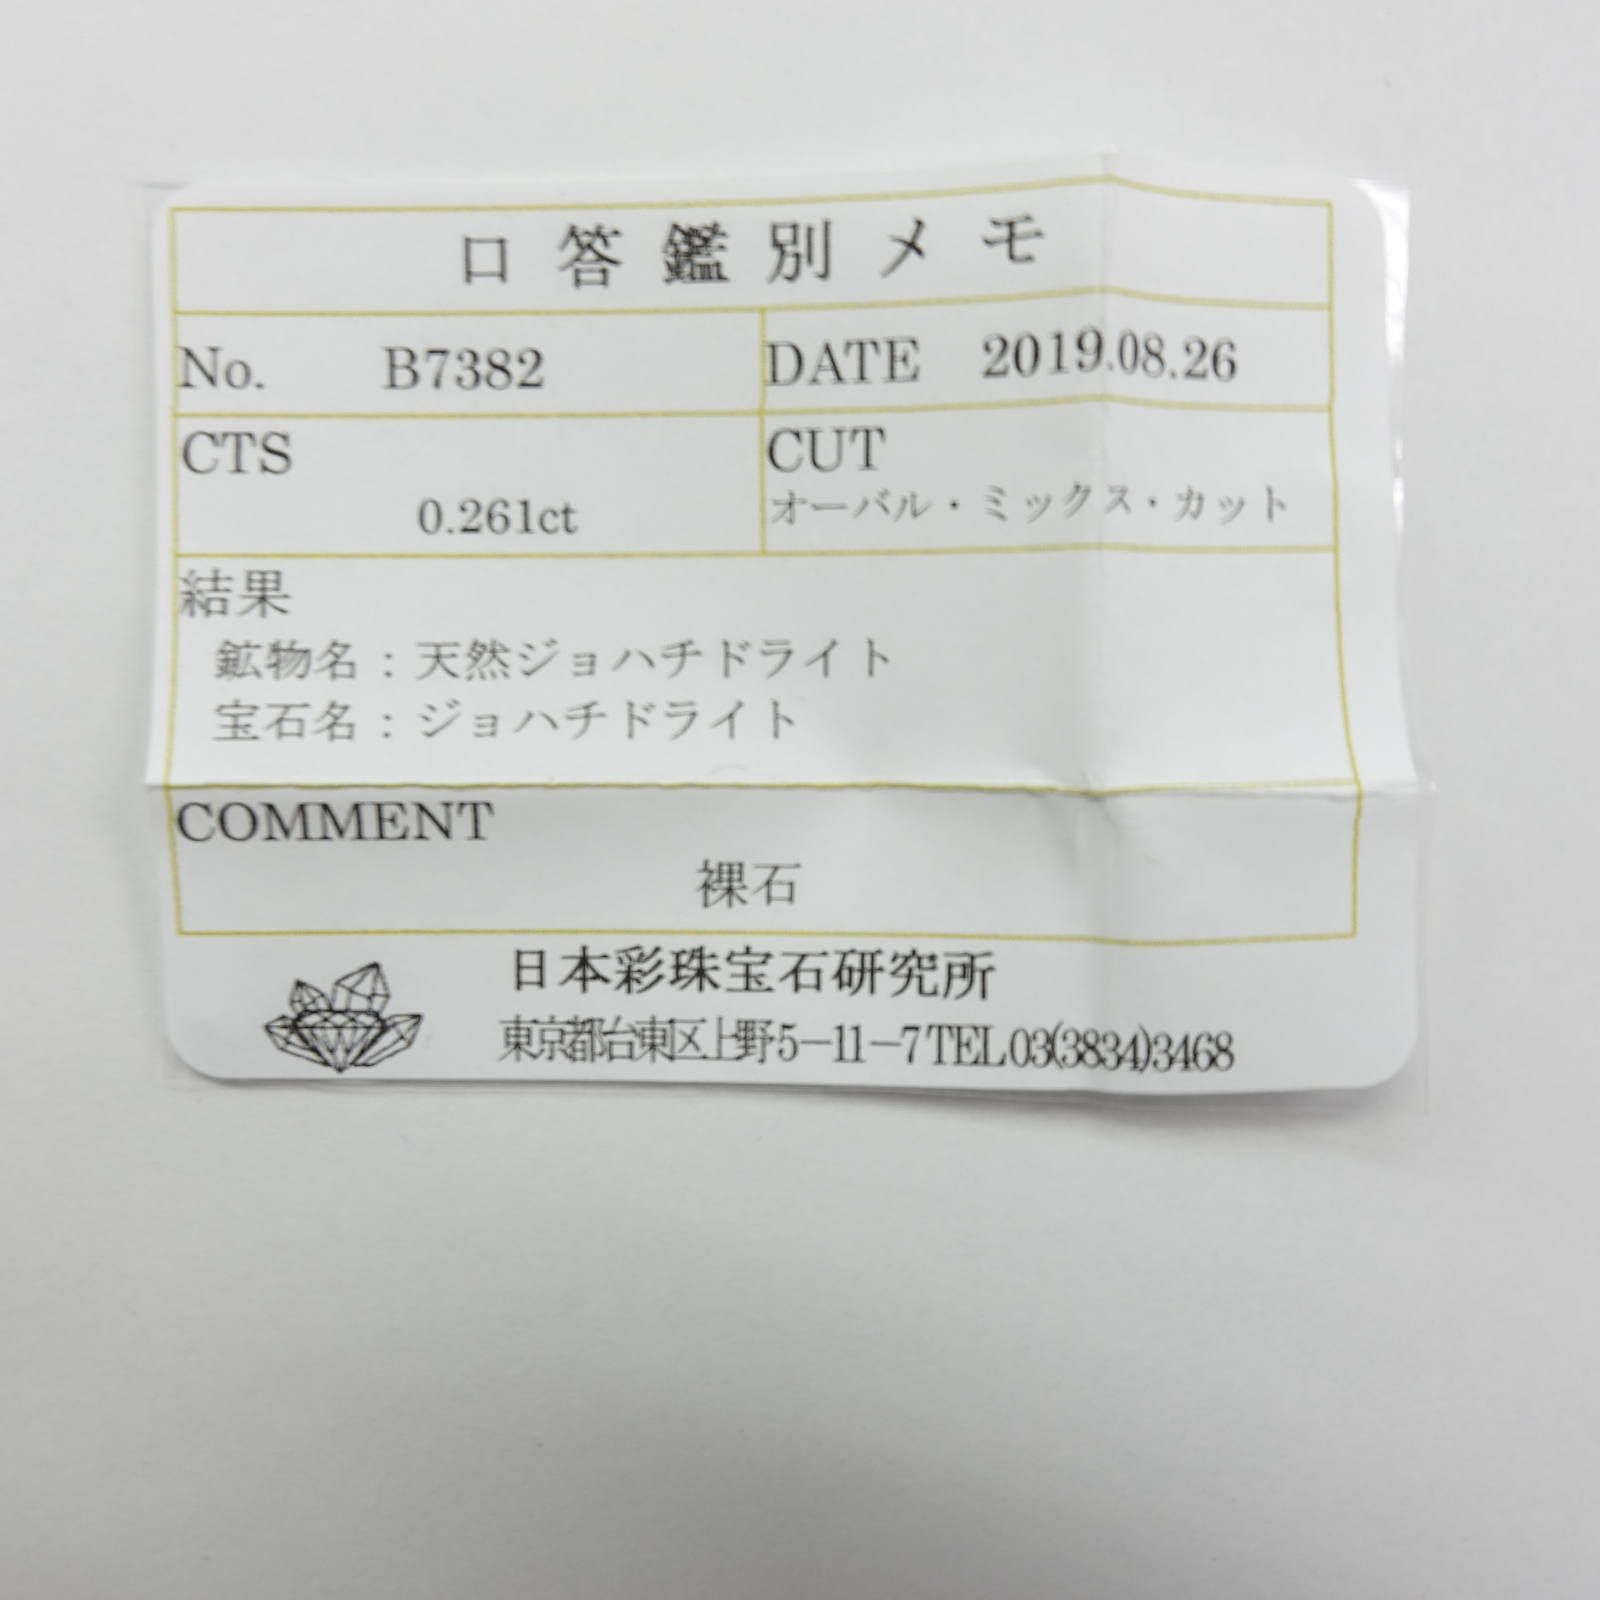 口答鑑別メモ
No. B7382 DATE 2019.08.26
CTS CUT
0.261ct オーバル・ミックス・カット
結果
鉱物名：天然ジョハチドライト
宝石名：ジョハチドライト
COMMENT
裸石
日本彩珠宝石研究所
東京都台東区上野5-11-7 TEL 03(3834)3468